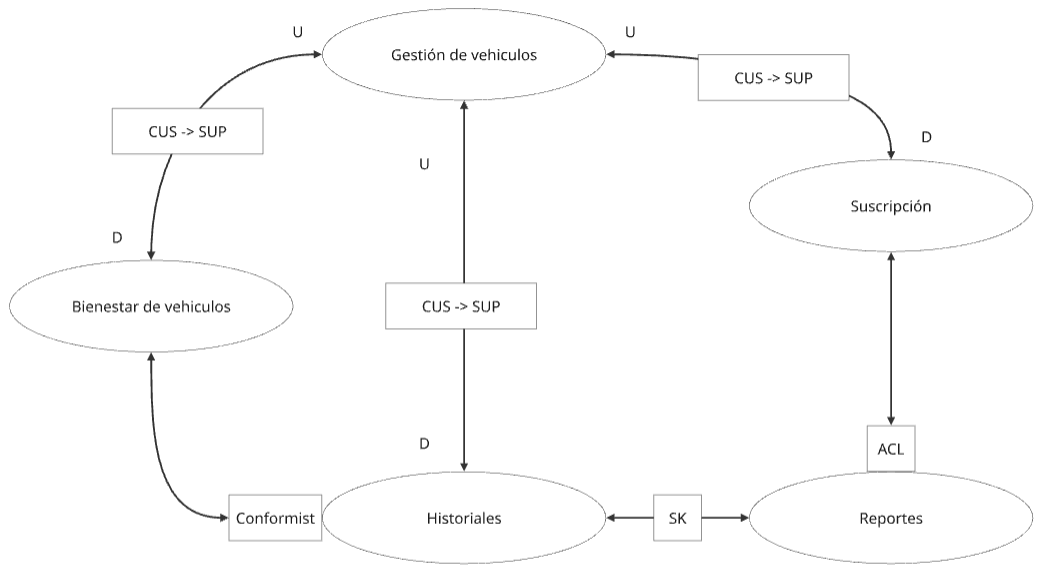 U
U
Gestión de vehiculos
CUS -> SUP
CUS -> SUP
D
U
Suscripción
D
Bienestar de vehiculos
CUS -> SUP
D
ACL
Conformist
Historiales
SK
Reportes